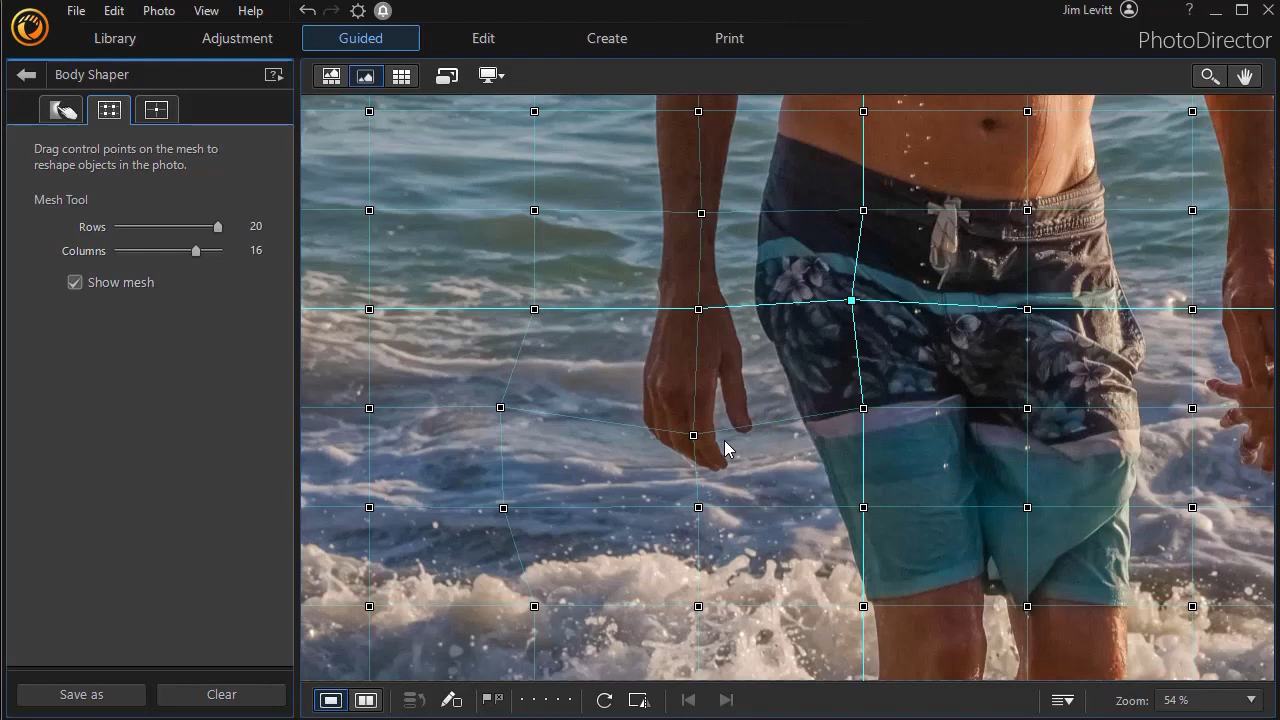 File Edit Photo View Help
Jim Levitt
?
Library Adjustment Guided Edit Create Print
PhotoDirector
Body Shaper
Drag control points on the mesh to
reshape objects in the photo.
Mesh Tool
Rows 20
Columns 16
Show mesh
Save as Clear
Zoom: 54 %